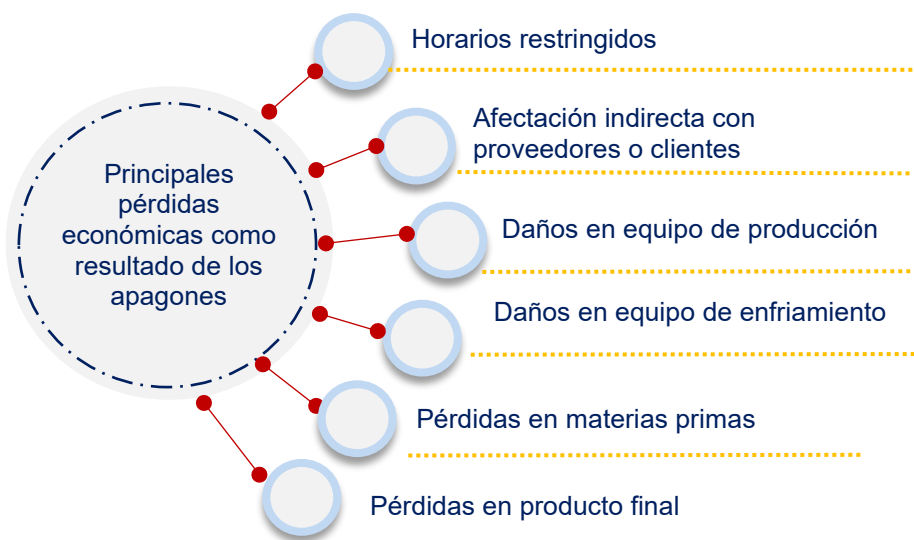 Principales
pérdidas
económicas como
resultado de los
apagones
Horarios restringidos
Afectación indirecta con
proveedores o clientes
Daños en equipo de producción
Daños en equipo de enfriamiento
Pérdidas en materias primas
Pérdidas en producto final